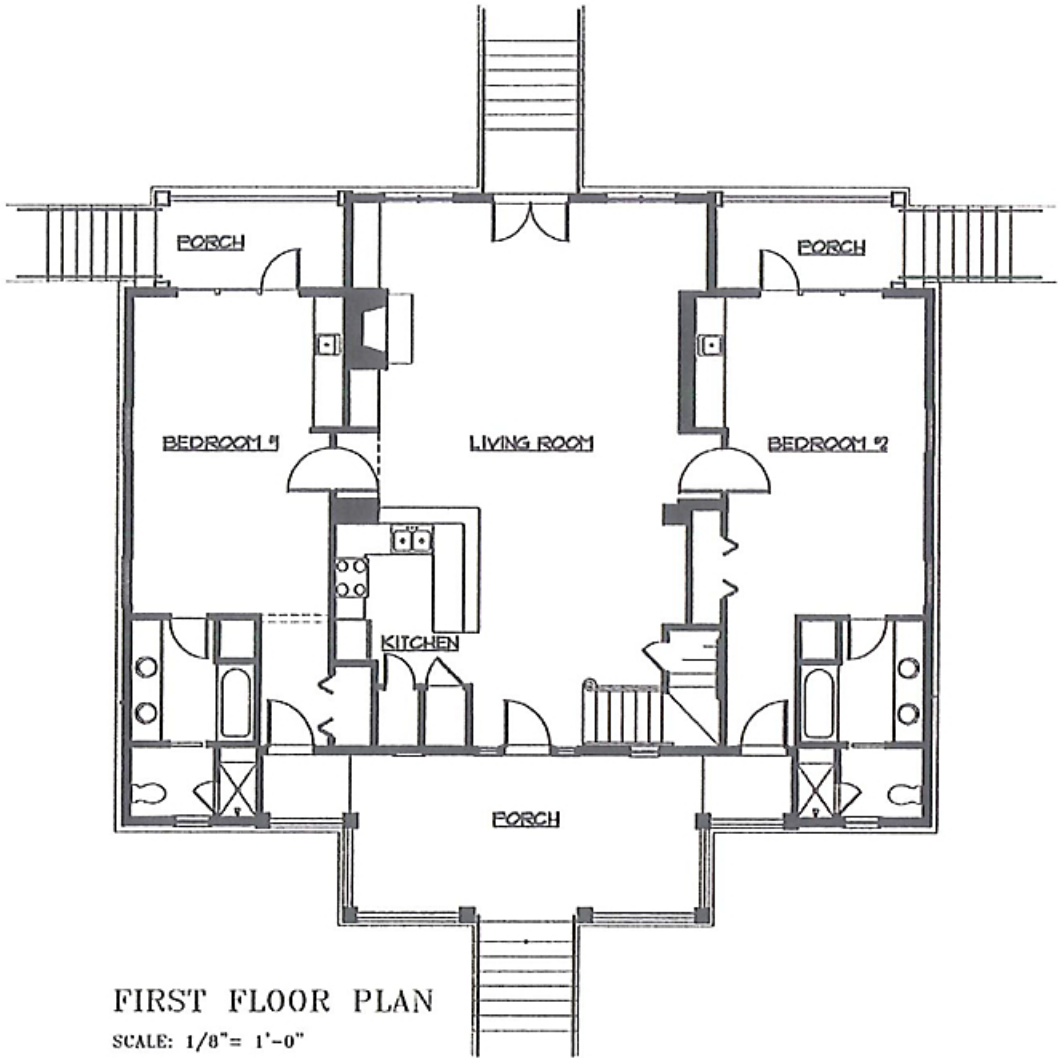 PORCH
PORCH
BEDROOM #1
LIVING ROOM
BEDROOM #2
KITCHEN
PORCH
FIRST FLOOR PLAN
SCALE: 1/8"= 1'-0"